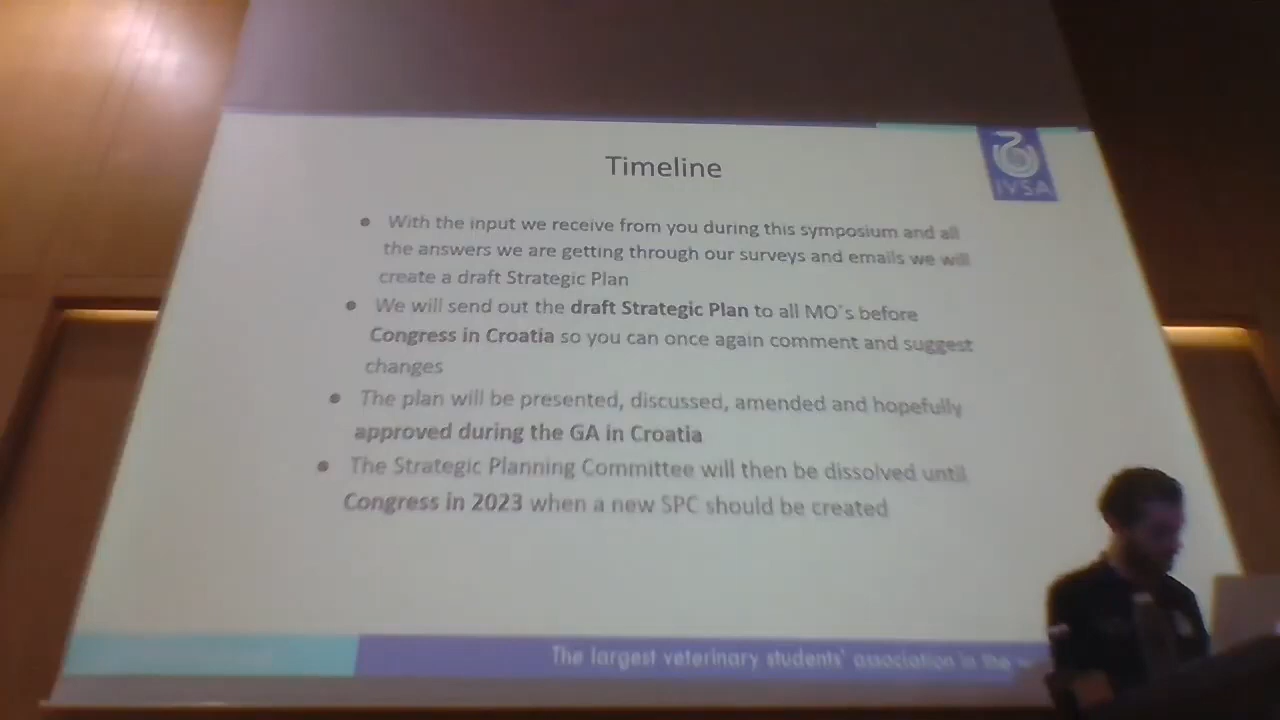 Timeline
IVSA
● With the input we receive from you during this symposium and all
the answers we are getting through our surveys and emails we will
create a draft Strategic Plan
● We will send out the draft Strategic Plan to all MO's before
Congress in Croatia so you can once again comment and suggest
changes
● The plan will be presented, discussed, amended and hopefully
approved during the GA in Croatia
● The Strategic Planning Committee will then be dissolved until
Congress in 2023 when a new SPC should be created
The largest veterinary students' association in the